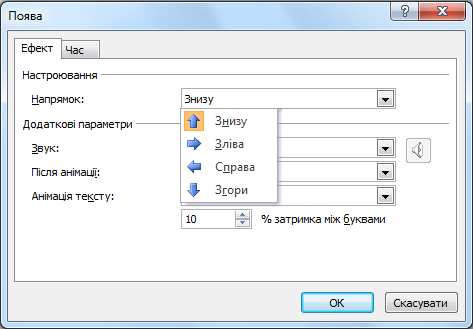 Поява
Ефект Час
Настроювання
Напрямок: Знизу
Знизу
Додаткові параметри
Звук: Зліва
Після анімації: Справа
Анімація тексту: Згори
10 % затримка між буквами
ОК Скасувати